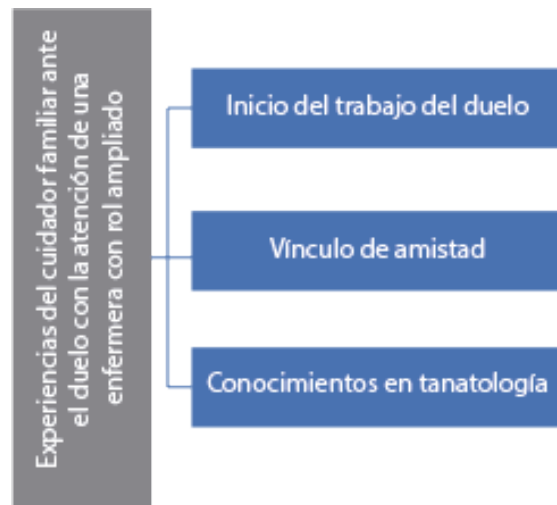 Experiencias del cuidador familiar ante
el duelo con la atención de una
enfermera con rol ampliado
Inicio del trabajo del duelo
Vínculo de amistad
Conocimientos en tanatología